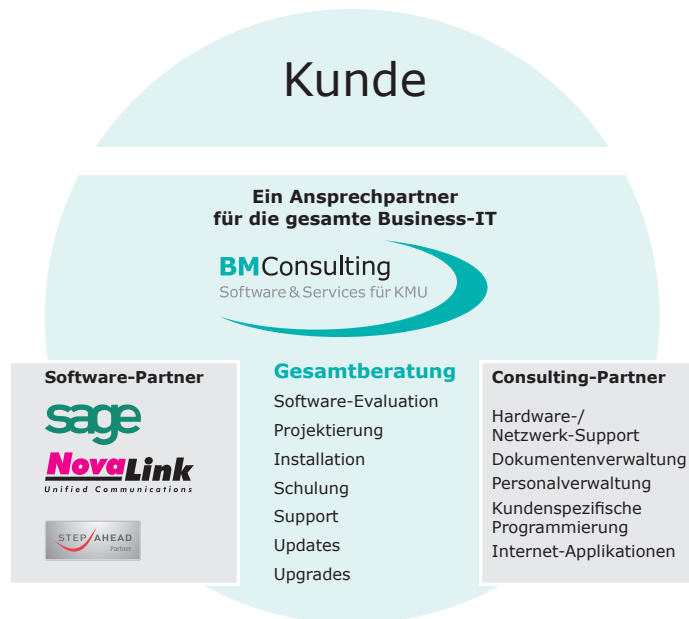 Kunde
Ein Ansprechpartner
für die gesamte Business-IT
BMConsulting
Software & Services für KMU
Software-Partner
sage
NovaLink
Unified Communications
STEP/AHEAD
Partner
Gesamtberatung
Software-Evaluation
Projektierung
Installation
Schulung
Support
Updates
Upgrades
Consulting-Partner
Hardware-/
Netzwerk-Support
Dokumentenverwaltung
Personalverwaltung
Kundenspezifische
Programmierung
Internet-Applikationen